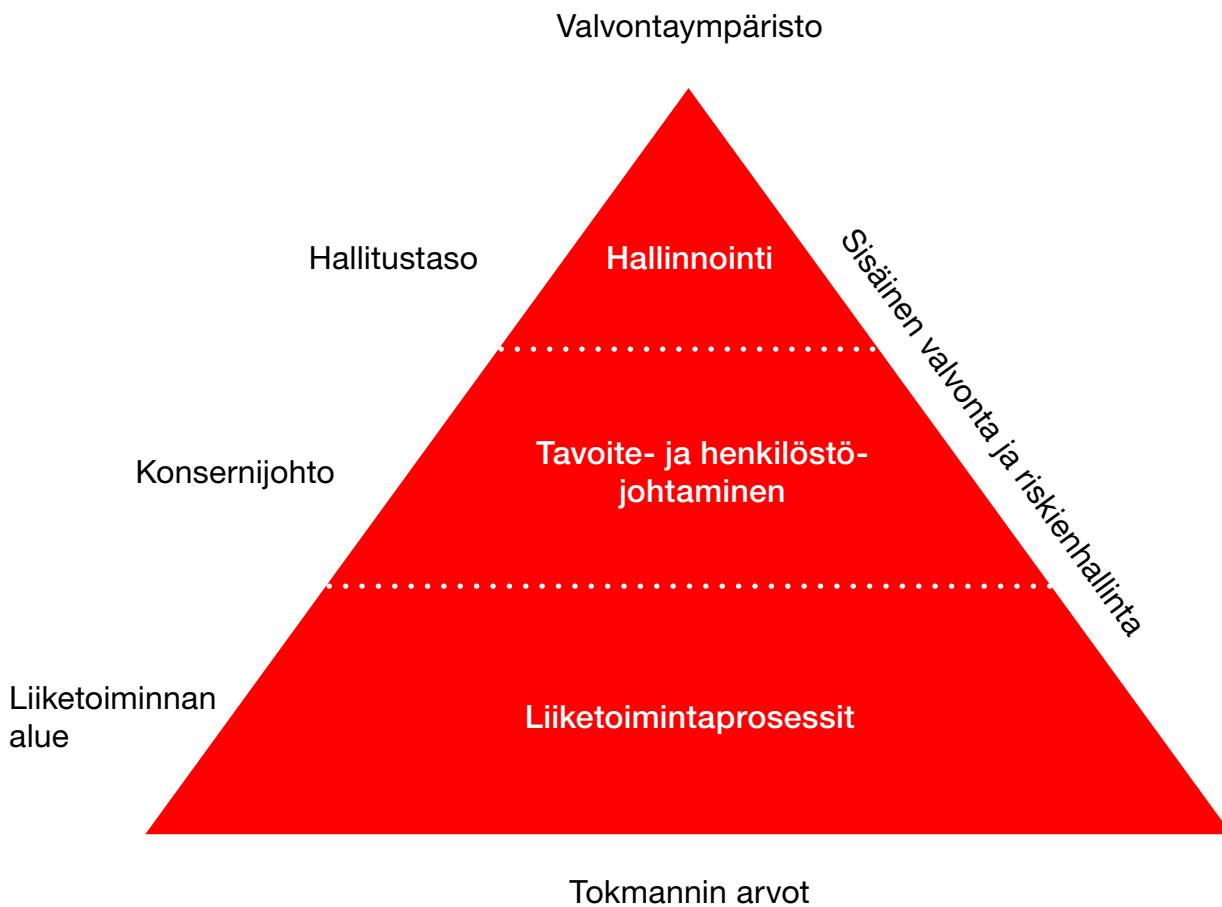 Valvontaympäristo
Hallitustaso
Hallinnointi
Sisäinen valvonta ja riskienhallinta
Konsernijohto
Tavoite- ja henkilöstö-
johtaminen
Liiketoiminnan
alue
Liiketoimintaprosessit
Tokmannin arvot